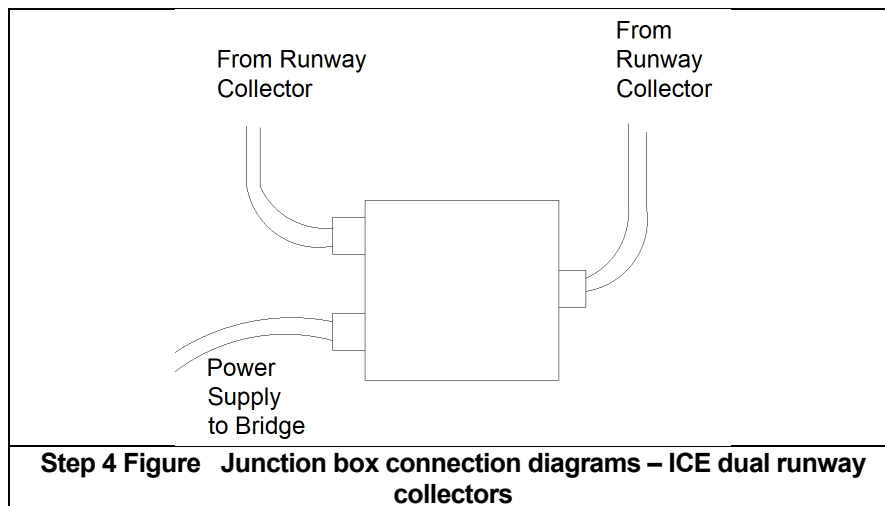 From Runway
Collector
From
Runway
Collector
Power
Supply
to Bridge
Step 4 Figure Junction box connection diagrams – ICE dual runway
collectors